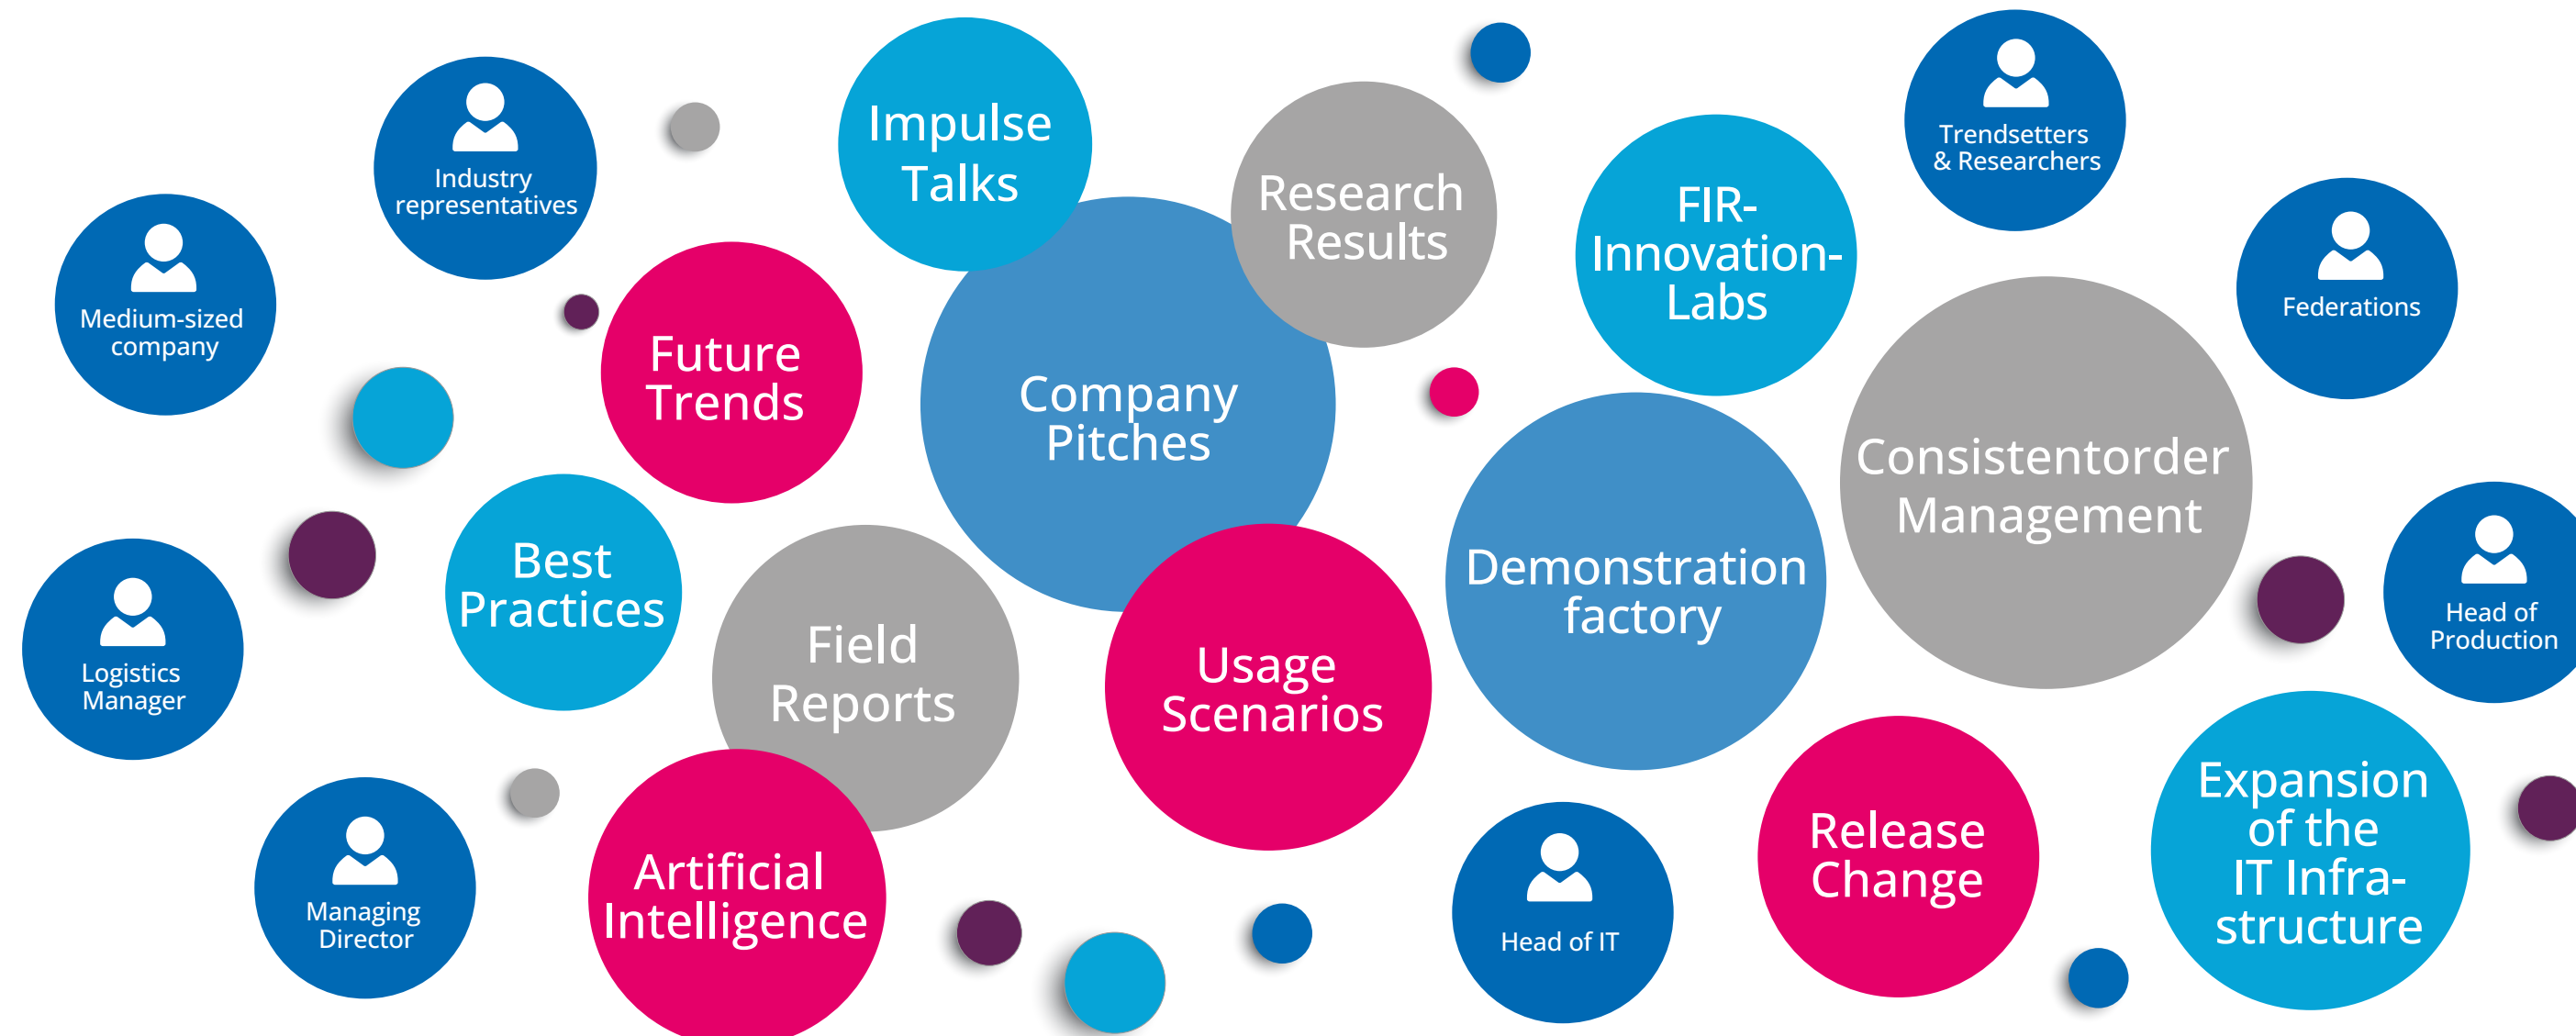 Impulse
Talks
Trendsetters
& Researchers
Industry
representatives
Research
Results
FIR-
Innovation-
Labs
Medium-sized
company
Federations
Future
Trends
Company
Pitches
Consistentorder
Management
Best
Practices
Demonstration
factory
Head of
Production
Field
Reports
Usage
Scenarios
Logistics
Manager
Expansion
of the
IT Infra-
structure
Release
Change
Artificial
Intelligence
Managing
Director
Head of IT